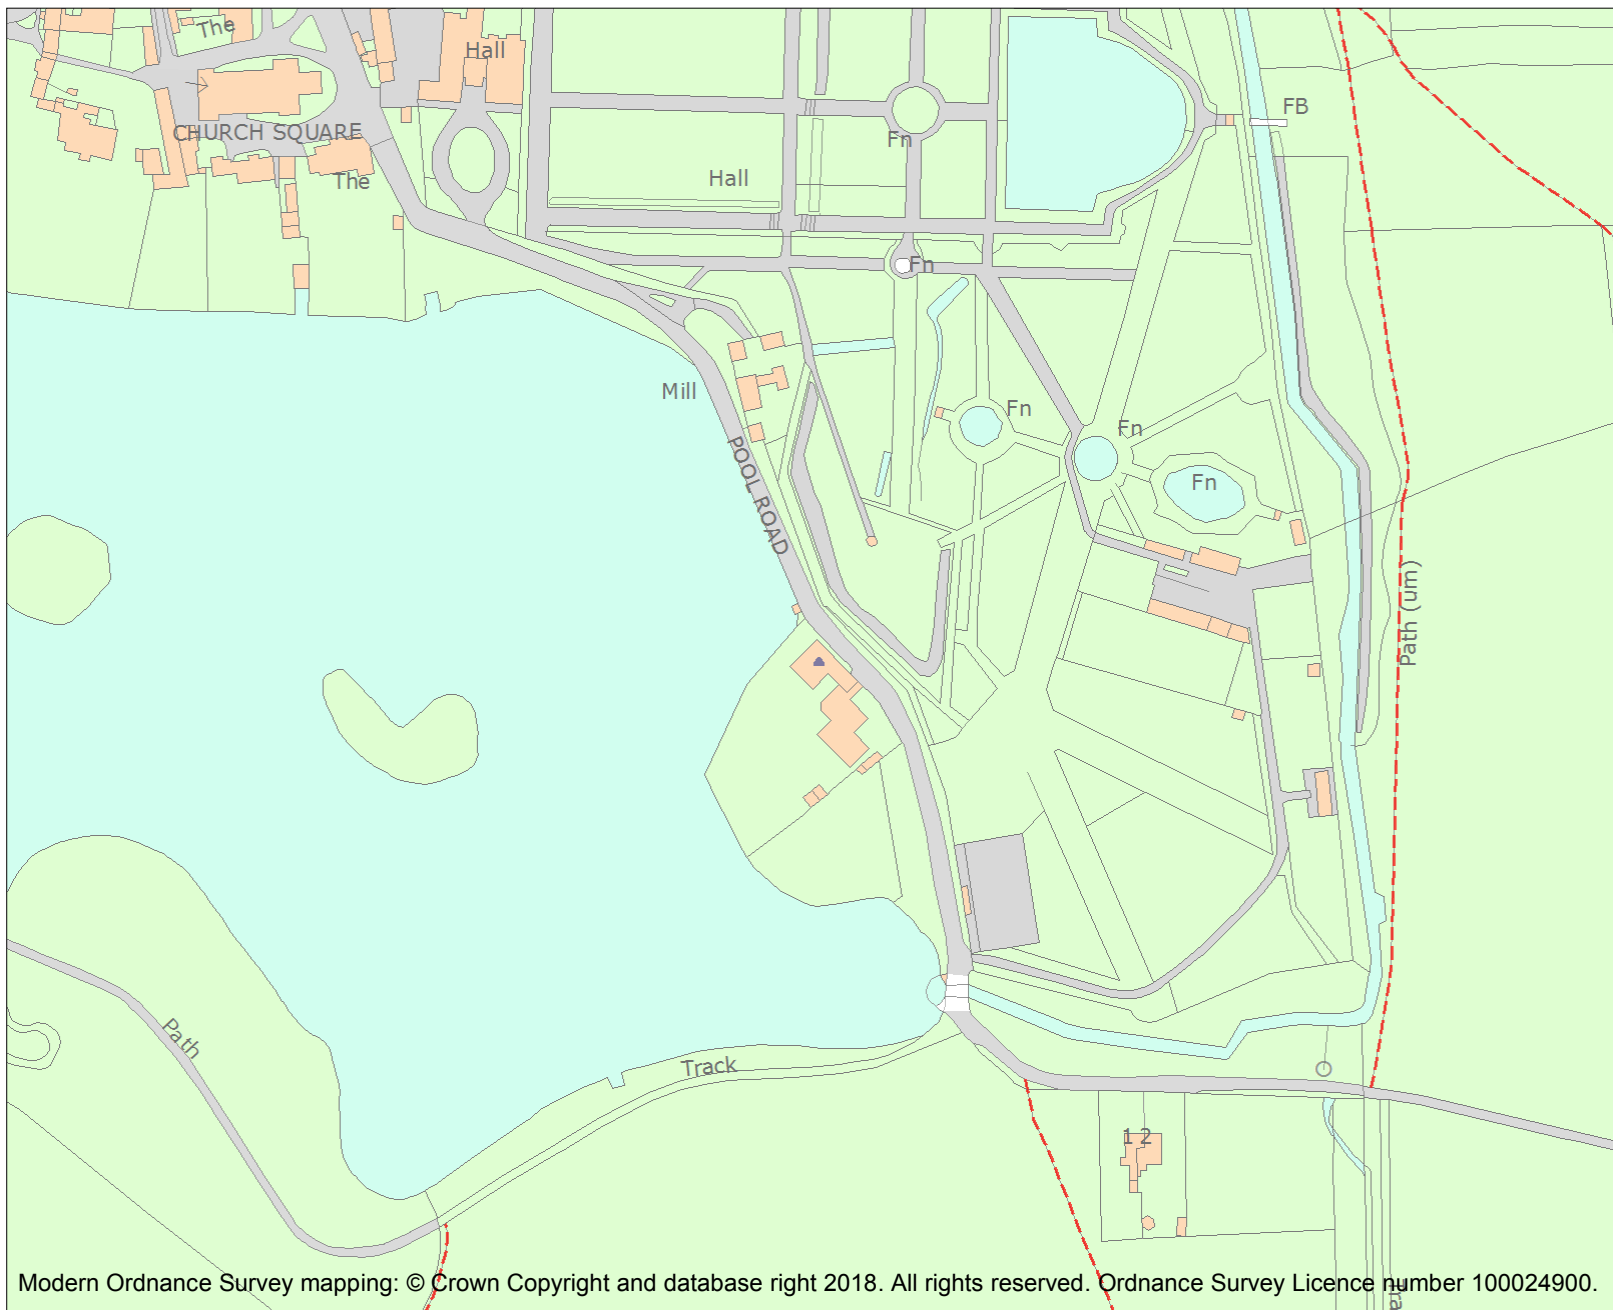 The
Hall
FB
CHURCH SQUARE
Fn
The
Hall
Fn
Mill
Fn
Fn
Fn
POOL ROAD
Path (um)
Path
Track
1 2
Modern Ordnance Survey mapping: © Crown Copyright and database right 2018. All rights reserved. Ordnance Survey Licence number 100024900.